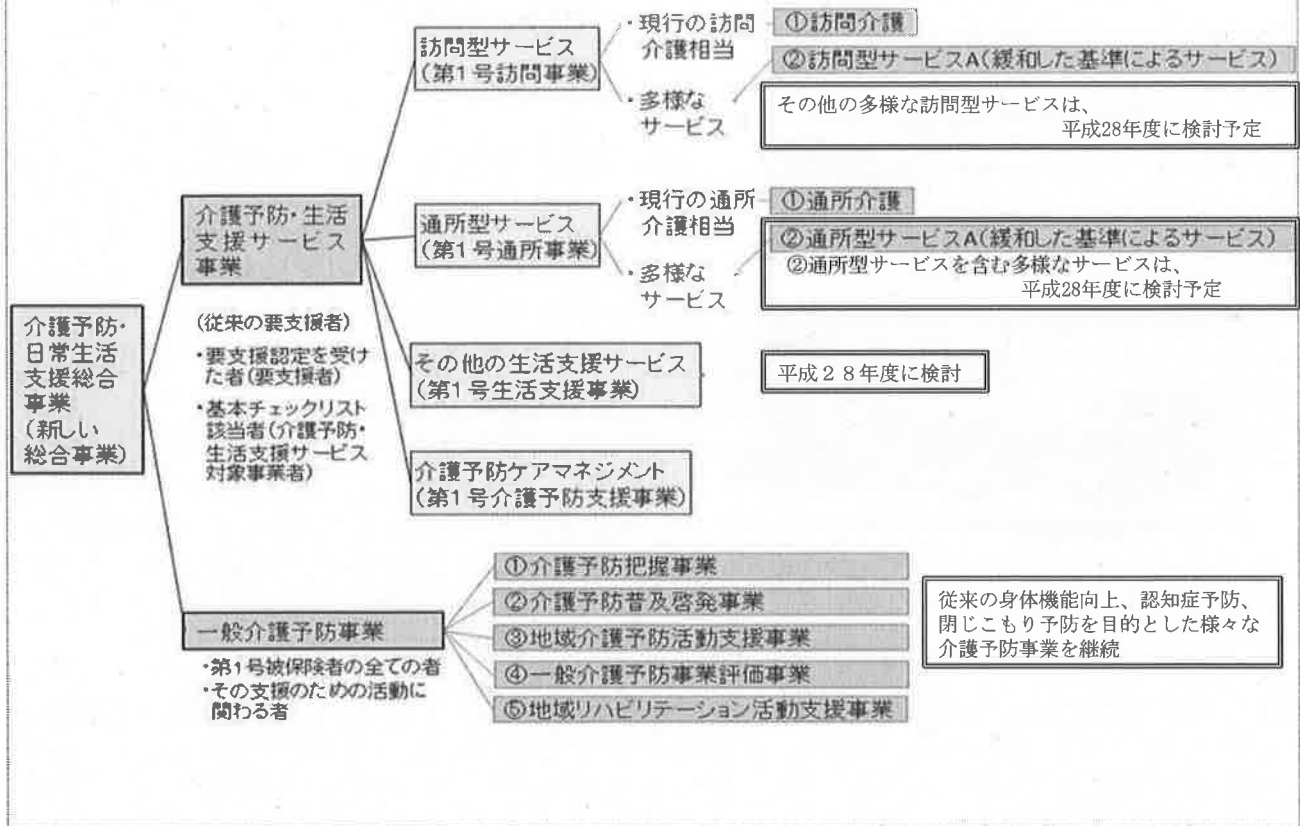 介護予防・
日常生活
支援総合
事業
(新しい
総合事業)
介護予防・生活
支援サービス
事業
(従来の要支援者)
・要支援認定を受け
た者(要支援者)
・基本チェックリスト
該当者(介護予防・
生活支援サービス
対象事業者)
訪問型サービス
(第1号訪問事業)
・現行の訪問
介護相当
①訪問介護
・多様な
サービス
②訪問型サービスA(緩和した基準によるサービス)
その他の多様な訪問型サービスは、
平成28年度に検討予定
通所型サービス
(第1号通所事業)
・現行の通所
介護相当
①通所介護
・多様な
サービス
②通所型サービスA(緩和した基準によるサービス)
②通所型サービスを含む多様なサービスは、
平成28年度に検討予定
その他の生活支援サービス
(第1号生活支援事業)
平成28年度に検討
介護予防ケアマネジメント
(第1号介護予防支援事業)
一般介護予防事業
・第1号被保険者の全ての者
・その支援のための活動に
関わる者
①介護予防把握事業
②介護予防普及啓発事業
③地域介護予防活動支援事業
④一般介護予防事業評価事業
⑤地域リハビリテーション活動支援事業
従来の身体機能向上、認知症予防、
閉じこもり予防を目的とした様々な
介護予防事業を継続